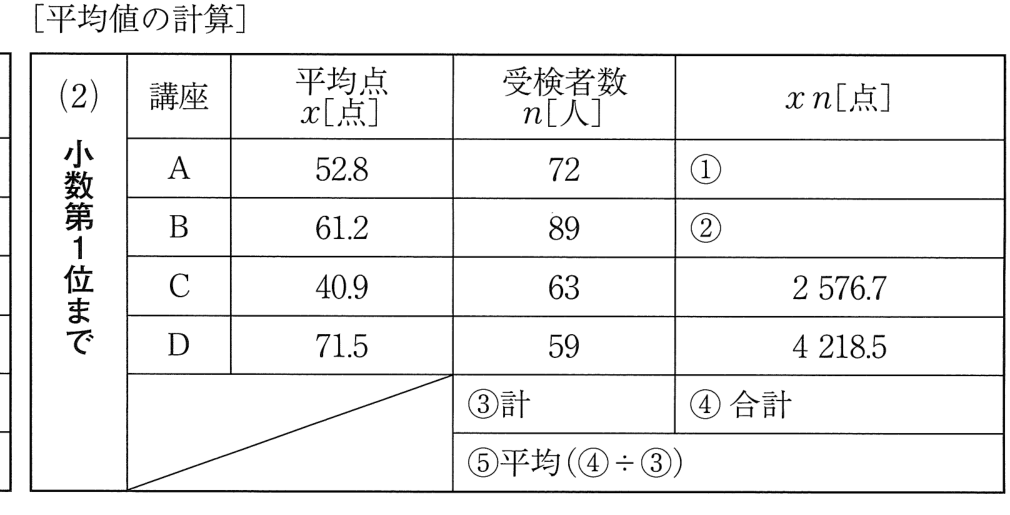 [平均値の計算]
(2) 小数第1位まで
講座 平均点 x[点] 受検者数 n[人] x n[点]
A 52.8 72 ①
B 61.2 89 ②
C 40.9 63 2 576.7
D 71.5 59 4 218.5
③計 ④ 合計
⑤平均(④÷③)